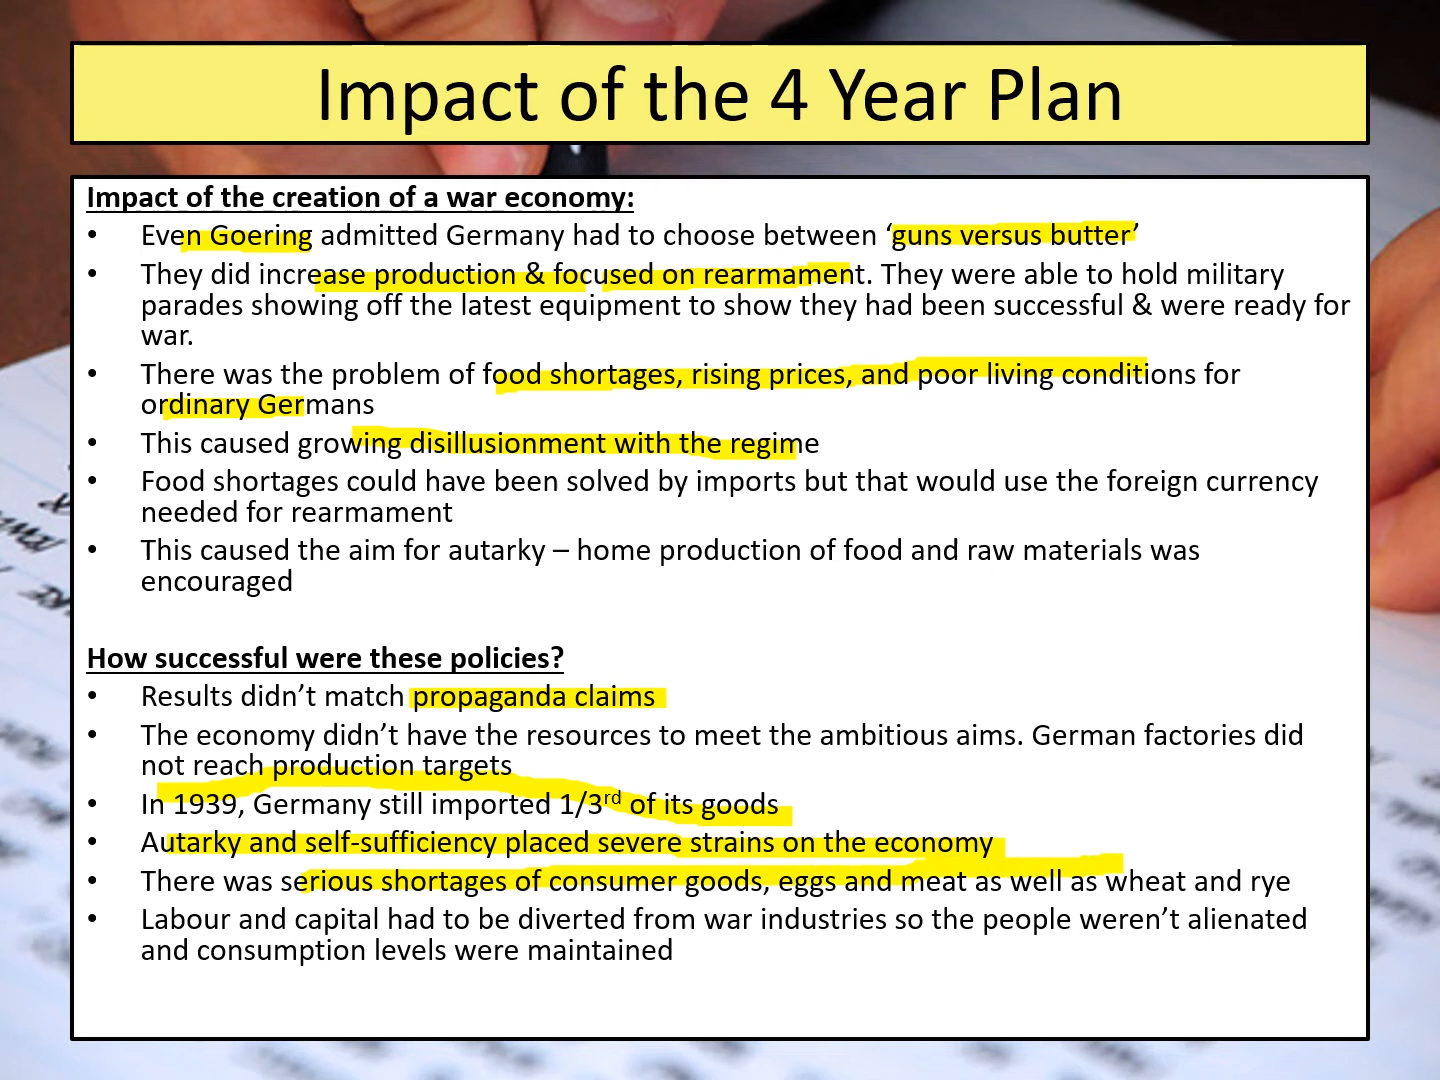 Impact of the 4 Year Plan
Impact of the creation of a war economy:
• Even Goering admitted Germany had to choose between ‘guns versus butter’
• They did increase production & focused on rearmament. They were able to hold military
parades showing off the latest equipment to show they had been successful & were ready for
war.
• There was the problem of food shortages, rising prices, and poor living conditions for
ordinary Germans
• This caused growing disillusionment with the regime
• Food shortages could have been solved by imports but that would use the foreign currency
needed for rearmament
• This caused the aim for autarky – home production of food and raw materials was
encouraged
How successful were these policies?
• Results didn’t match propaganda claims
• The economy didn’t have the resources to meet the ambitious aims. German factories did
not reach production targets
• In 1939, Germany still imported 1/3rd of its goods
• Autarky and self-sufficiency placed severe strains on the economy
• There was serious shortages of consumer goods, eggs and meat as well as wheat and rye
• Labour and capital had to be diverted from war industries so the people weren’t alienated
and consumption levels were maintained